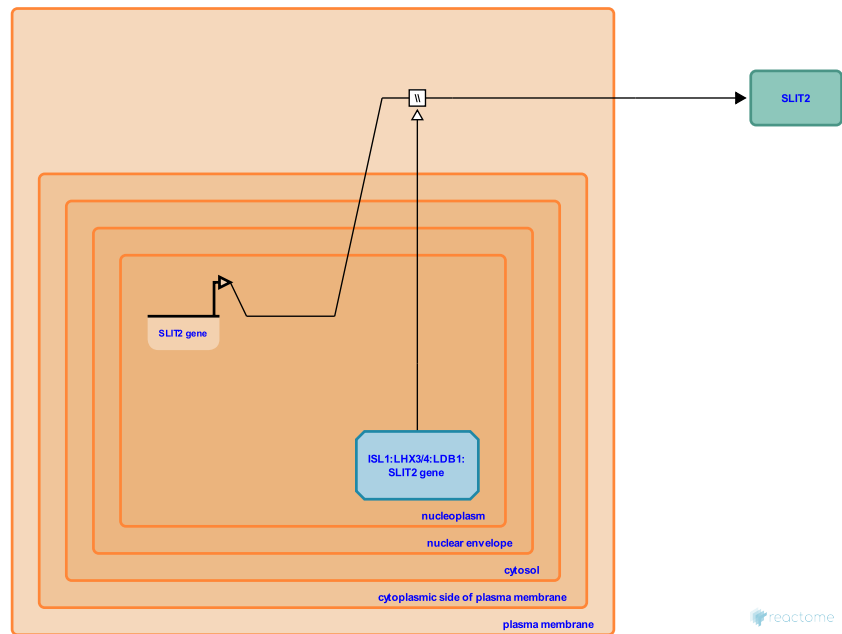 \\
SLIT2
SLIT2 gene
ISL1:LHX3/4:LDB1:
SLIT2 gene
nucleoplasm
nuclear envelope
cytosol
cytoplasmic side of plasma membrane
plasma membrane
reactome